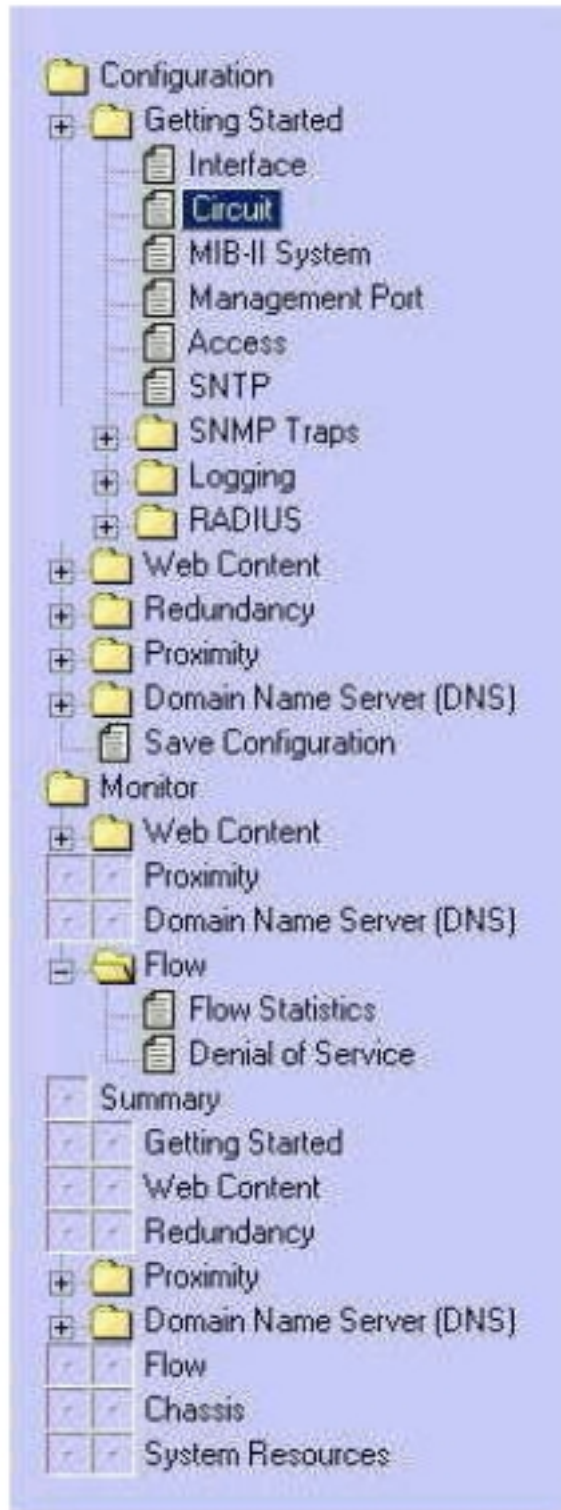 Configuration
Getting Started
Interface
Circuit
MIB-II System
Management Port
Access
SNTP
SNMP Traps
Logging
RADIUS
Web Content
Redundancy
Proximity
Domain Name Server (DNS)
Save Configuration
Monitor
Web Content
Proximity
Domain Name Server (DNS)
Flow
Flow Statistics
Denial of Service
Summary
Getting Started
Web Content
Redundancy
Proximity
Domain Name Server (DNS)
Flow
Chassis
System Resources